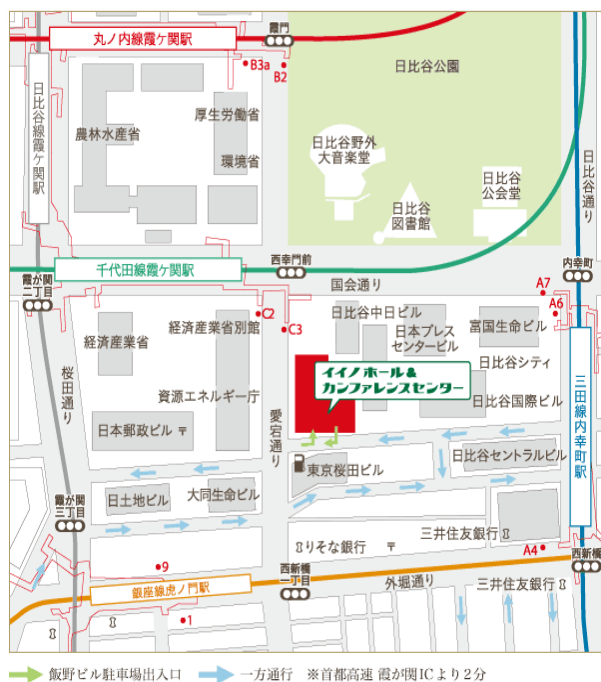 丸ノ内線霞ケ関駅
霞門
B3a
B2
日比谷公園
日比谷線霞ケ関駅
農林水産省
厚生労働省
環境省
日比谷野外
大音楽堂
日比谷
図書館
日比谷
公会堂
日比谷通り
千代田線霞ケ関駅
西幸門前
国会通り
内幸町
霞が関
二丁目
A7
A6
C2
C3
経済産業省
経済産業省別館
日比谷中日ビル
日本プレス
センタービル
富国生命ビル
日比谷シティ
イイノホール&
カンファレンスセンター
資源エネルギー庁
日比谷国際ビル
桜田通り
愛宕通り
三田線内幸町駅
日本郵政ビル 〒
東京桜田ビル
日比谷セントラルビル
霞が関
三丁目
日土地ビル
大同生命ビル
りそな銀行
〒
三井住友銀行
A4
9
西新橋
一丁目
西新橋
銀座線虎ノ門駅
外堀通り
三井住友銀行
1
飯野ビル駐車場出入口
一方通行
※首都高速 霞が関ICより2分